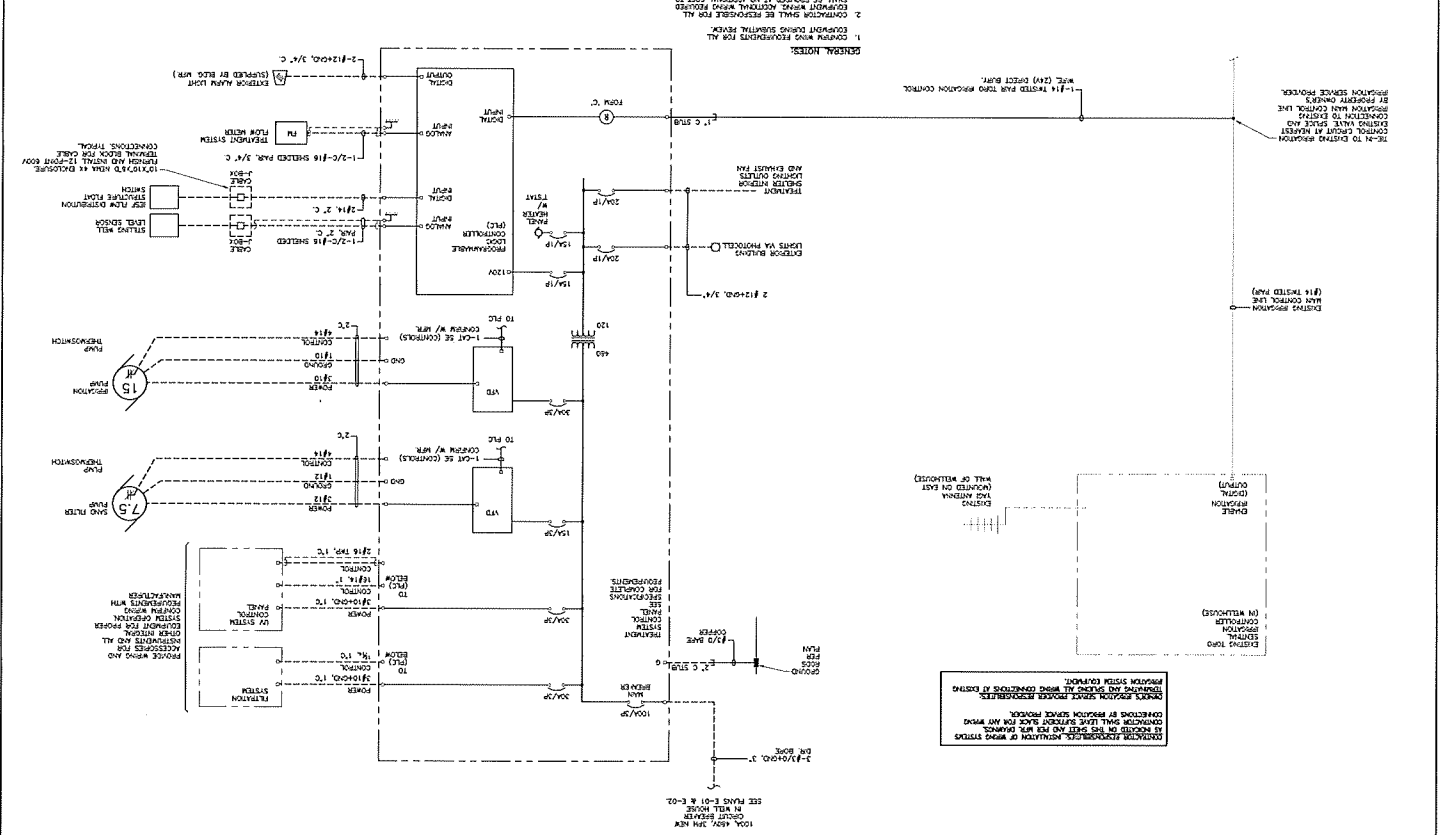 100A, 480V, 3PH NEW
CIRCUIT BREAKER
IN WELL HOUSE
SEE PLANS E-01 & E-02.
3-#3/0+GND, 3"
DIR. BORE
CONTRACTOR RESPONSIBILITIES: INSTALLATION OF WIRING SYSTEMS
AS INDICATED ON THIS SHEET AND PER MFR. DRAWINGS.
CONTRACTOR SHALL LEAVE SUFFICIENT SLACK FOR ANY WIRING
CONNECTIONS BY IRRIGATION SERVICE PROVIDER.
OWNER'S IRRIGATION SERVICE PROVIDER RESPONSIBILITIES:
TERMINATING AND SPLICING ALL WIRING CONNECTIONS AT EXISTING
IRRIGATION SYSTEM EQUIPMENT.
EXISTING TORO
SENTINAL
IRRIGATION
CONTROLLER
(IN WELLHOUSE)
ENABLE
IRRIGATION
(DIGITAL
OUTPUT)
EXISTING
YAGI ANTENNA
(MOUNTED ON EAST
WALL OF WELLHOUSE)
GROUND
RODS
PER
PLAN
#3/0 BARE
COPPER
2" C STUB
G
100A/3P
MAIN
BREAKER
TREATMENT
SYSTEM
CONTROL
PANEL
SEE
SPECIFICATIONS
FOR COMPLETE
REQUIREMENTS.
30A/3P
POWER
3#10+GND, 1"C
CONTROL
TO
(PLC)
BELOW
FILTRATION
SYSTEM
30A/3P
POWER
3#10+GND, 1"C
CONTROL
16#14, 1"
TO
(PLC)
BELOW
CONTROL
2#16 TWP, 1"C
UV SYSTEM
CONTROL
PANEL
PROVIDE WIRING AND
ACCESSORIES FOR
INSTRUMENTS AND ALL
OTHER INTEGRAL
EQUIPMENT FOR PROPER
SYSTEM OPERATION.
CONFIRM WIRING
REQUIREMENTS WITH
MANUFACTURER
15A/3P
VFD
POWER
3#12
GROUND
1#12
GND
CONTROL
4#14
2"C
1-CAT 5E (CONTROLS)
CONFIRM W/ MFR.
TO PLC
7.5
SAND FILTER
PUMP
PUMP
THERMOSWITCH
30A/3P
VFD
POWER
3#10
GROUND
1#10
GND
CONTROL
4#14
2"C
1-CAT 5E (CONTROLS)
CONFIRM W/ MFR.
TO PLC
15
IRRIGATION
PUMP
PUMP
THERMOSWITCH
480
120
EXISTING IRRIGATION
MAIN CONTROL LINE
(#14 TWISTED PAIR)
2 #12+GND, 3/4"
15A/1P
120V
20A/1P
EXTERIOR BUILDING
LIGHTS VIA PHOTOCELL
15A/1P
PANEL
HEATER
W/
T'STAT
20A/1P
TREATMENT
SHELTER INTERIOR
LIGHTING OUTLETS
AND EXHAUST FAN
PROGRAMMABLE
LOGIC
CONTROLLER
(PLC)
ANALOG
INPUT
1-2/C-#16 SHIELDED
PAIR, 2" C.
CABLE
J-BOX
STILLING WELL
LEVEL SENSOR
DIGITAL
INPUT
2#14, 2" C.
CABLE
J-BOX
IESF FLOW DISTRIBUTION
STRUCTURE FLOAT
SWITCH
10"X10"X5"D NEMA 4X ENCLOSURE
FURNISH AND INSTALL 12-POINT 600V
TERMINAL BLOCK FOR CABLE
CONNECTIONS, TYPICAL.
ANALOG
INPUT
1-2/C-#16 SHIELDED PAIR, 3/4" C.
FM
TREATMENT SYSTEM
FLOW METER
DIGITAL
INPUT
R
FORM "C"
1" C STUB
1-#14 TWISTED PAIR TORO IRRIGATION CONTROL
WIRE, (24V) DIRECT BURY.
TIE-IN TO EXISTING IRRIGATION
CONTROL CIRCUIT AT NEAREST
EXISTING VALVE. SPLICE AND
CONNECTION TO EXISTING
IRRIGATION MAIN CONTROL LINE
BY PROPERTY OWNER'S
IRRIGATION SERVICE PROVIDER.
DIGITAL
OUTPUT
2-#12+GND, 3/4" C.
EXTERIOR ALARM LIGHT
(SUPPLIED BY BLDG MFR)
GENERAL NOTES:
1. CONFIRM WIRING REQUIREMENTS FOR ALL
EQUIPMENT DURING SUBMITTAL REVIEW.
2. CONTRACTOR SHALL BE RESPONSIBLE FOR ALL
EQUIPMENT WIRING. ADDITIONAL WIRING REQUIRED